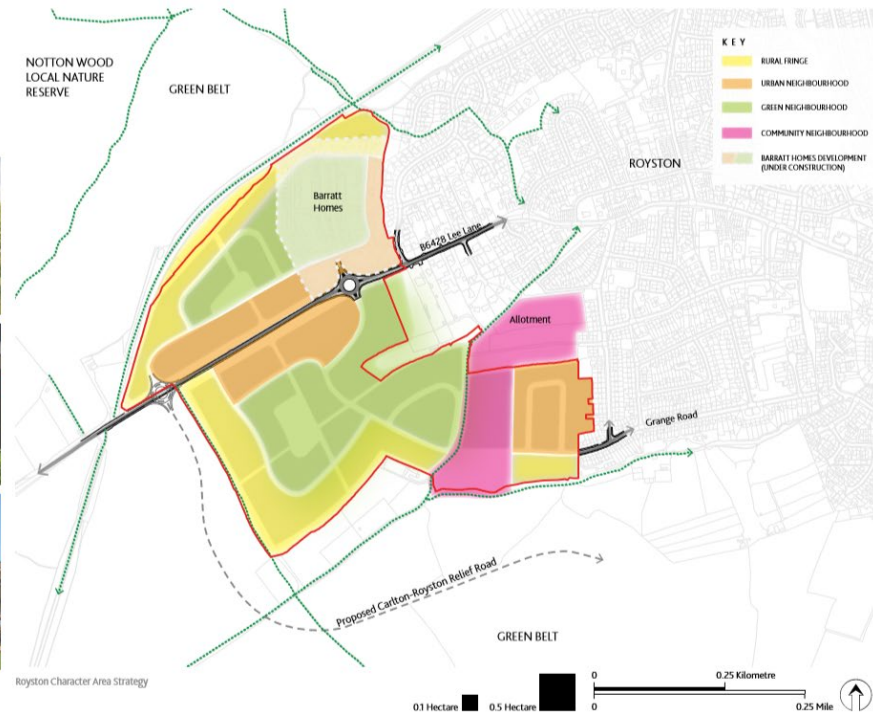 NOTTON WOOD
LOCAL NATURE
RESERVE
GREEN BELT
KEY
RURAL FRINGE
URBAN NEIGHBOURHOOD
GREEN NEIGHBOURHOOD
COMMUNITY NEIGHBOURHOOD
BARRATT HOMES DEVELOPMENT
(UNDER CONSTRUCTION)
ROYSTON
Barratt
Homes
B6428 Lee Lane
Allotment
Grange Road
Proposed Carlton-Royston Relief Road
GREEN BELT
Royston Character Area Strategy
0.1 Hectare
0.5 Hectare
0
0.25 Kilometre
0
0.25 Mile